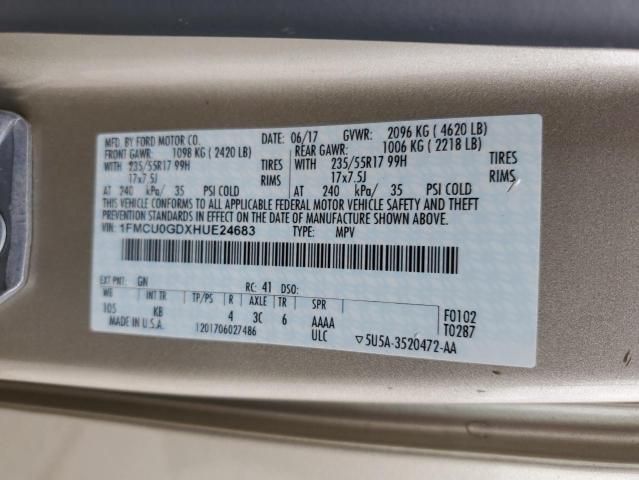 MFD. BY FORD MOTOR CO.
DATE: 06/17 GVWR: 2096 KG ( 4620 LB)
FRONT GAWR: 1098 KG ( 2420 LB)
REAR GAWR: 1006 KG ( 2218 LB)
WITH 235/55R17 99H TIRES
WITH 235/55R17 99H TIRES
17x7.5J RIMS
17x7.5J RIMS
AT 240 kPa/ 35 PSI COLD
AT 240 kPa/ 35 PSI COLD
THIS VEHICLE CONFORMS TO ALL APPLICABLE FEDERAL MOTOR VEHICLE SAFETY AND THEFT
PREVENTION STANDARDS IN EFFECT ON THE DATE OF MANUFACTURE SHOWN ABOVE.
VIN: 1FMCU0GDXHUE24683 TYPE: MPV
EXT PNT: GN RC: 41 DSO:
WB INT TR TP/PS R AXLE TR SPR
105 KB 4 3C 6 AAAA F0102
MADE IN U.S.A. 1201706027486 ULC T0287
▽5U5A-3520472-AA